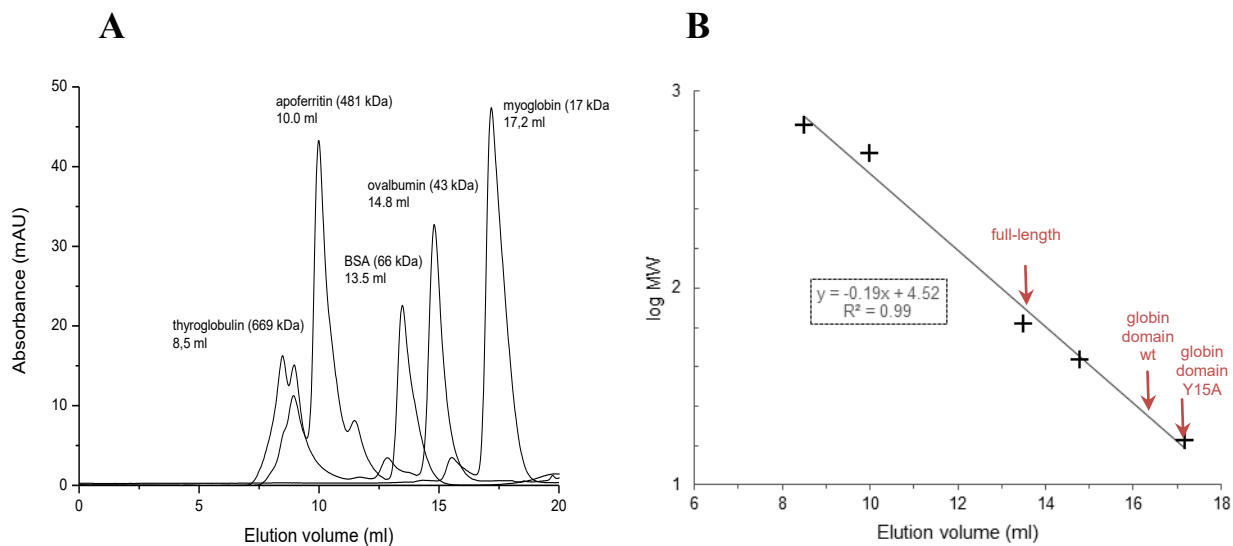 A
50
40
30
20
10
0
Absorbance (mAU)
apoferritin (481 kDa)
10.0 ml
myoglobin (17 kDa
17,2 ml
ovalbumin (43 kDa)
14.8 ml
BSA (66 kDa)
13.5 ml
thyroglobulin (669 kDa)
8,5 ml
0 5 10 15 20
Elution volume (ml)
B
3
2
1
log MW
full-length
y = -0.19x + 4.52
R² = 0.99
globin
domain
wt
globin
domain
Y15A
6 8 10 12 14 16 18
Elution volume (ml)